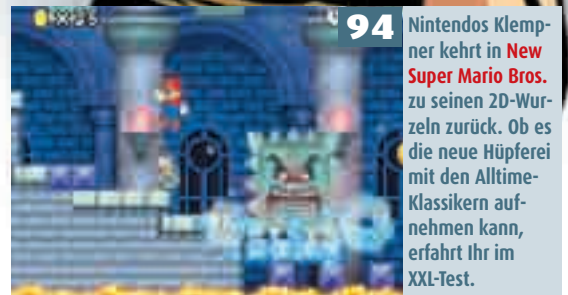 94
Nintendos Klemp-
ner kehrt in New
Super Mario Bros.
zu seinen 2D-Wur-
zeln zurück. Ob es
die neue Hüpferei
mit den Alltime-
Klassikern auf-
nehmen kann,
erfahrt Ihr im
XXL-Test.